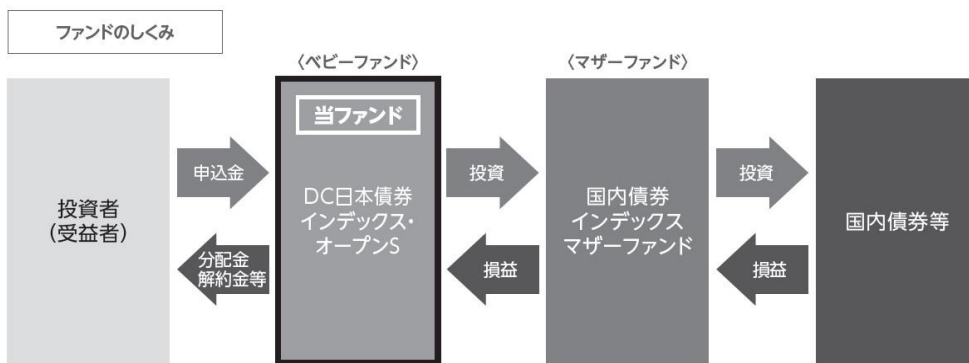 ファンドのしくみ
〈ベビーファンド〉
〈マザーファンド〉
投資者
(受益者)
申込金
分配金
解約金等
当ファンド
DC日本債券
インデックス・
オープンS
投資
損益
国内債券
インデックス
マザーファンド
投資
損益
国内債券等